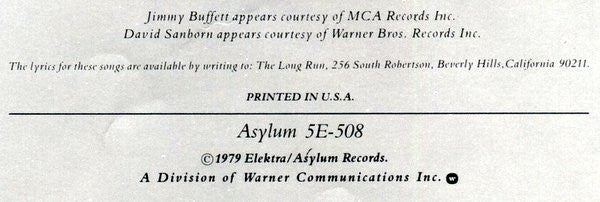 Jimmy Buffett appears courtesy of MCA Records Inc.
David Sanborn appears courtesy of Warner Bros. Records Inc.
The lyrics for these songs are available by writing to: The Long Run, 256 South Robertson, Beverly Hills, California 90211.
PRINTED IN U.S.A.
Asylum 5E-508
©1979 Elektra/Asylum Records.
A Division of Warner Communications Inc. w